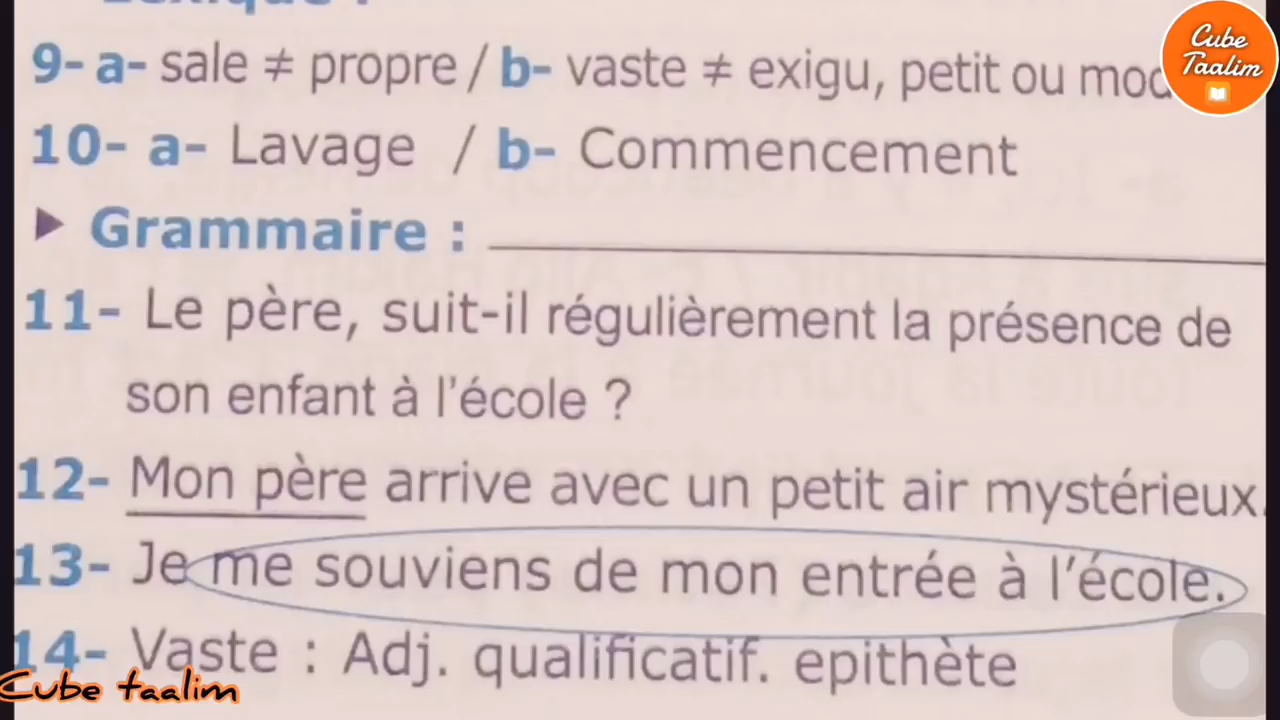 9- a- sale ≠ propre / b- vaste ≠ exigu, petit ou
10- a- Lavage / b- Commencement
► Grammaire :
11- Le père, suit-il régulièrement la présence de
son enfant à l'école ?
12- Mon père arrive avec un petit air mystérieux.
13- Je me souviens de mon entrée à l'école.
14- Vaste : Adj. qualificatif. epithète
Cube
Taalim
Cube taalim